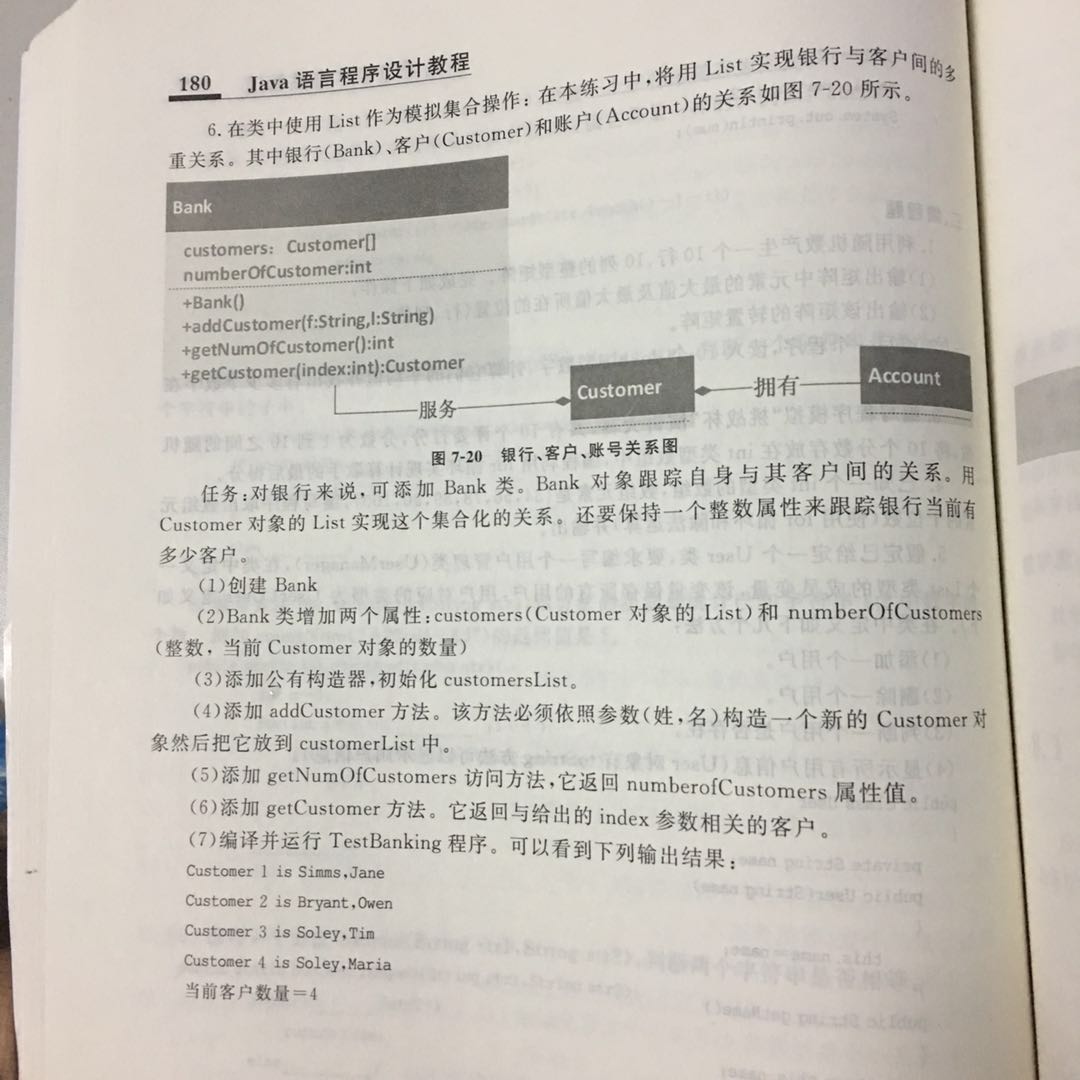 180 Java 语言程序设计教程
6. 在类中使用 List 作为模拟集合操作：在本练习中，将用 List 实现银行与客户间的多
重关系。其中银行(Bank)、客户(Customer)和账户(Account)的关系如图 7-20 所示。
Bank
customers: Customer[]
numberOfCustomer:int
+Bank()
+addCustomer(f:String,l:String)
+getNumOfCustomer():int
+getCustomer(index:int):Customer
服务
Customer
拥有
Account
图 7-20 银行、客户、账号关系图
任务：对银行来说，可添加 Bank 类。Bank 对象跟踪自身与其客户间的关系。用
Customer 对象的 List 实现这个集合化的关系。还要保持一个整数属性来跟踪银行当前有
多少客户。
(1)创建 Bank
(2)Bank 类增加两个属性：customers(Customer 对象的 List)和 numberOfCustomers
(整数，当前 Customer 对象的数量)
(3)添加公有构造器，初始化 customersList。
(4)添加 addCustomer 方法。该方法必须依照参数(姓，名)构造一个新的 Customer 对
象然后把它放到 customerList 中。
(5)添加 getNumOfCustomers 访问方法，它返回 numberofCustomers 属性值。
(6)添加 getCustomer 方法。它返回与给出的 index 参数相关的客户。
(7)编译并运行 TestBanking 程序。可以看到下列输出结果：
Customer 1 is Simms,Jane
Customer 2 is Bryant,Owen
Customer 3 is Soley,Tim
Customer 4 is Soley,Maria
当前客户数量＝4